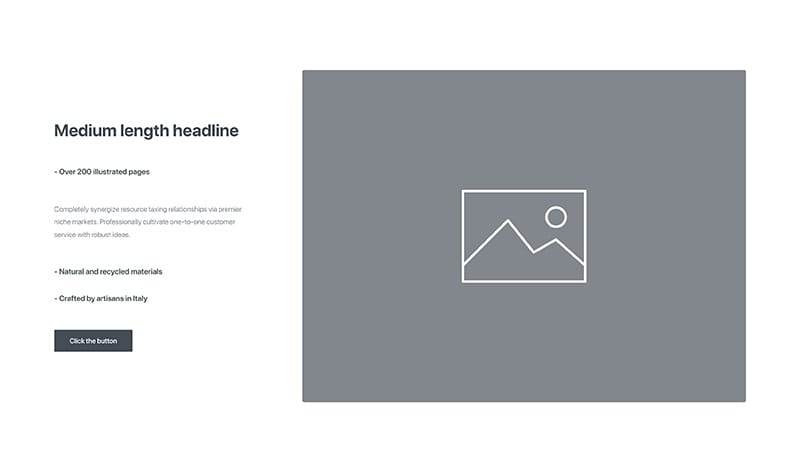 Medium length headline
- Over 200 illustrated pages
Completely synergize resource taxing relationships via premier
niche markets. Professionally cultivate one-to-one customer
service with robust ideas.
- Natural and recycled materials
- Crafted by artisans in Italy
Click the button